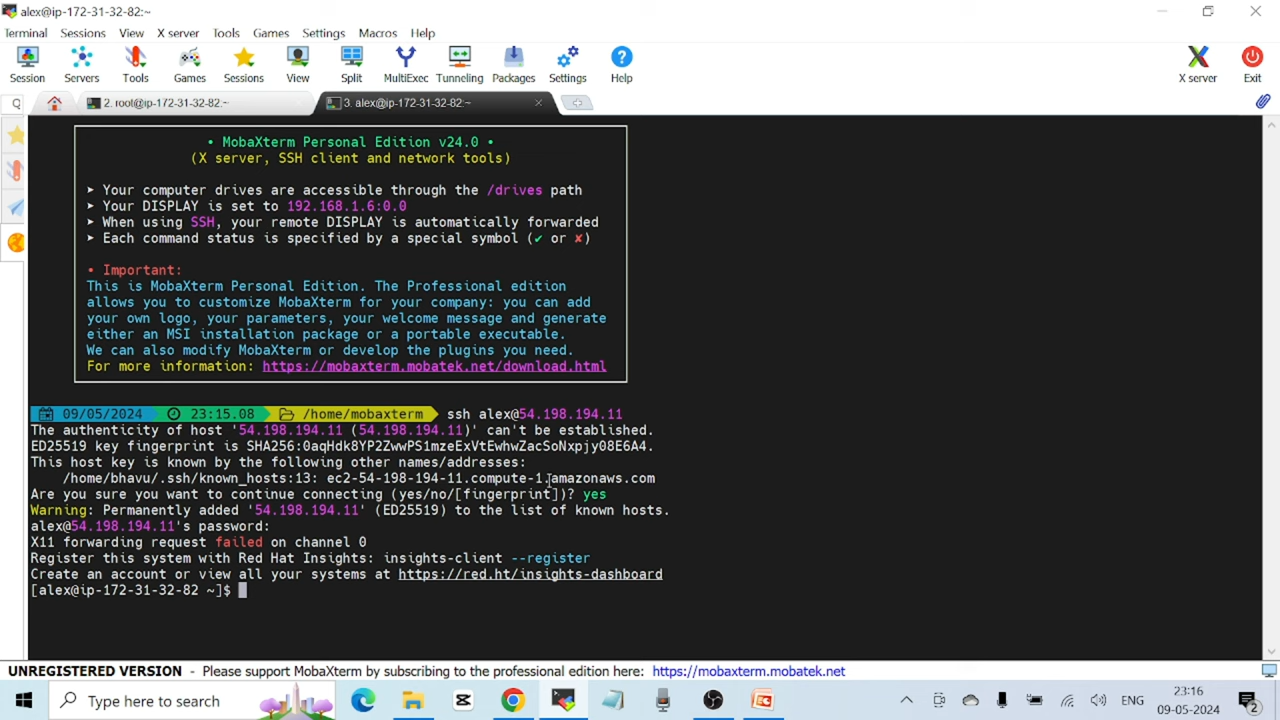 alex@ip-172-31-32-82:~
Terminal Sessions View X server Tools Games Settings Macros Help
Session Servers Tools Games Sessions View Split MultiExec Tunneling Packages Settings Help X server Exit
2. root@ip-172-31-32-82:~ 3. alex@ip-172-31-32-82:~
• MobaXterm Personal Edition v24.0 •
(X server, SSH client and network tools)
➤ Your computer drives are accessible through the /drives path
➤ Your DISPLAY is set to 192.168.1.6:0.0
➤ When using SSH, your remote DISPLAY is automatically forwarded
➤ Each command status is specified by a special symbol (✔ or ✘)
• Important:
This is MobaXterm Personal Edition. The Professional edition
allows you to customize MobaXterm for your company: you can add
your own logo, your parameters, your welcome message and generate
either an MSI installation package or a portable executable.
We can also modify MobaXterm or develop the plugins you need.
For more information: https://mobaxterm.mobatek.net/download.html
09/05/2024 23:15.08 /home/mobaxterm ssh alex@54.198.194.11
The authenticity of host '54.198.194.11 (54.198.194.11)' can't be established.
ED25519 key fingerprint is SHA256:0aqHdk8YP2ZwwPS1mzeExVtEwhwZacSoNxpjy08E6A4.
This host key is known by the following other names/addresses:
/home/bhavu/.ssh/known_hosts:13: ec2-54-198-194-11.compute-1.amazonaws.com
Are you sure you want to continue connecting (yes/no/[fingerprint])? yes
Warning: Permanently added '54.198.194.11' (ED25519) to the list of known hosts.
alex@54.198.194.11's password:
X11 forwarding request failed on channel 0
Register this system with Red Hat Insights: insights-client --register
Create an account or view all your systems at https://red.ht/insights-dashboard
[alex@ip-172-31-32-82 ~]$
UNREGISTERED VERSION - Please support MobaXterm by subscribing to the professional edition here: https://mobaxterm.mobatek.net
Type here to search
ENG
23:16
09-05-2024
2